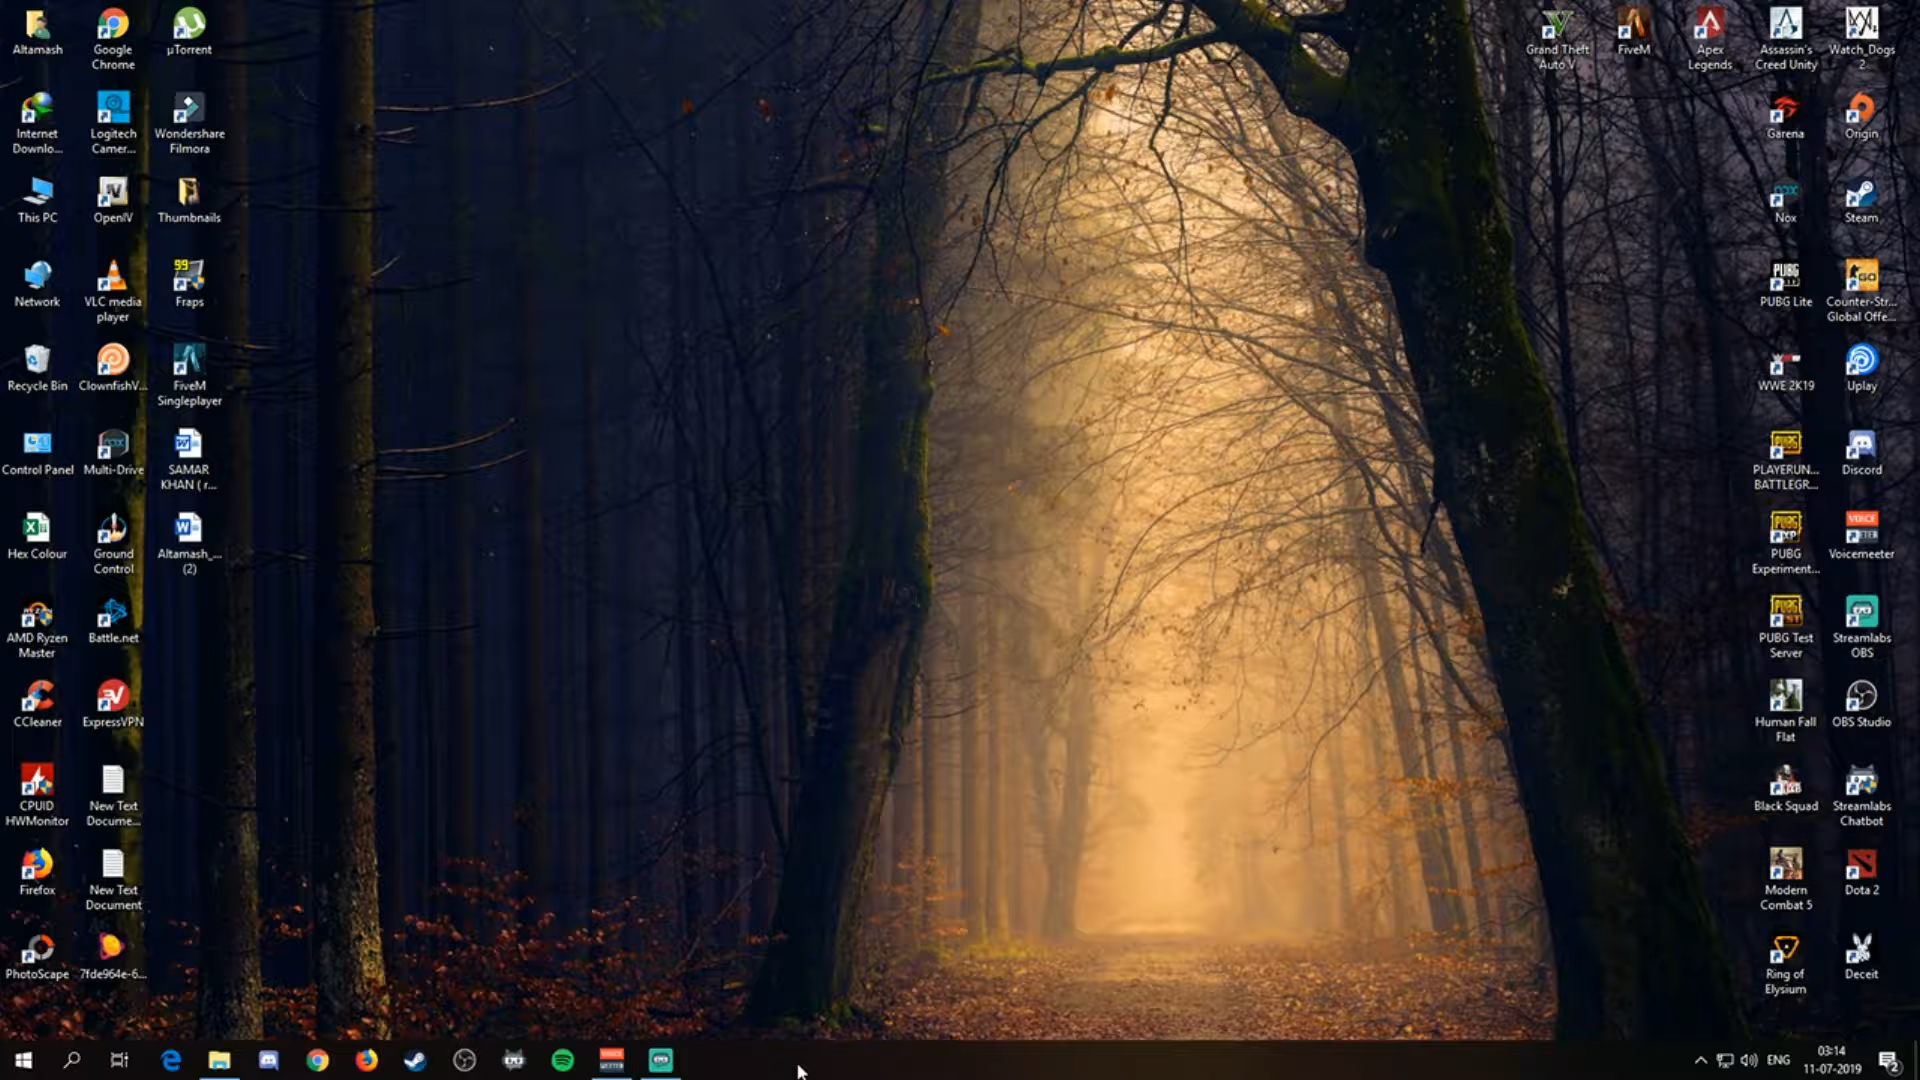 Altamash
Google
Chrome
µTorrent
Grand Theft
Auto V
FiveM
Apex
Legends
Assassin's
Creed Unity
Watch_Dogs
2
Internet
Downlo...
Logitech
Camer...
Wondershare
Filmora
Garena
Origin
This PC
OpenIV
Thumbnails
Nox
Steam
Network
VLC media
player
99
Fraps
PUBG Lite
Counter-Str...
Global Offe...
Recycle Bin
ClownfishV...
FiveM
Singleplayer
WWE 2K19
Uplay
Control Panel
Multi-Drive
SAMAR
KHAN ( r...
PLAYERUN...
BATTLEGR...
Discord
Hex Colour
Ground
Control
Altamash_...
(2)
PUBG
Experiment...
Voicemeeter
AMD Ryzen
Master
Battle.net
PUBG Test
Server
Streamlabs
OBS
CCleaner
ExpressVPN
Human Fall
Flat
OBS Studio
CPUID
HWMonitor
New Text
Docume...
Black Squad
Streamlabs
Chatbot
Firefox
New Text
Document
Modern
Combat 5
Dota 2
PhotoScape
7fde964e-6...
Ring of
Elysium
Deceit
ENG
03:14
11-07-2019
2